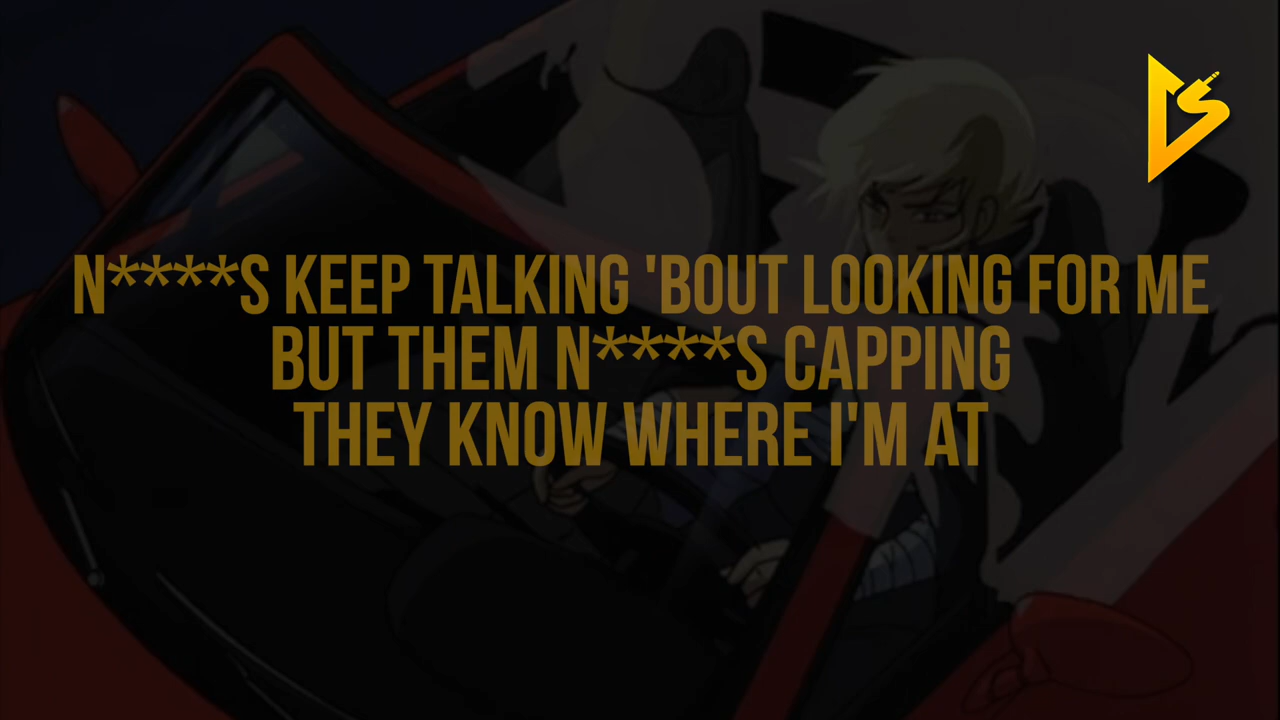 N****S KEEP TALKING 'BOUT LOOKING FOR ME
BUT THEM N****S CAPPING
THEY KNOW WHERE I'M AT